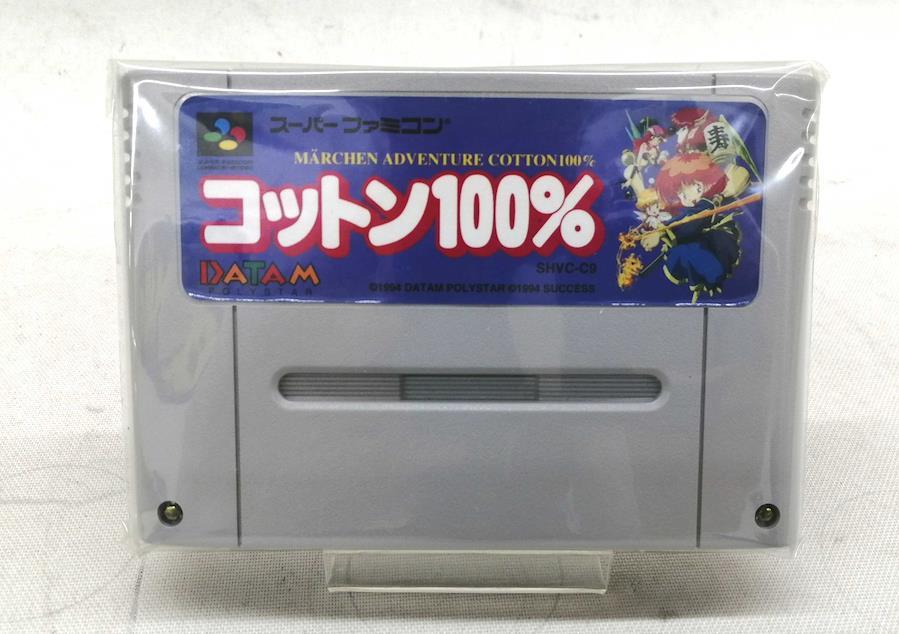 スーパーファミコン
MÄRCHEN ADVENTURE COTTON100%
コットン100%
寿
SHVC-C9
DATAM
POLYSTAR
©1994 DATAM POLYSTAR ©1994 SUCCESS